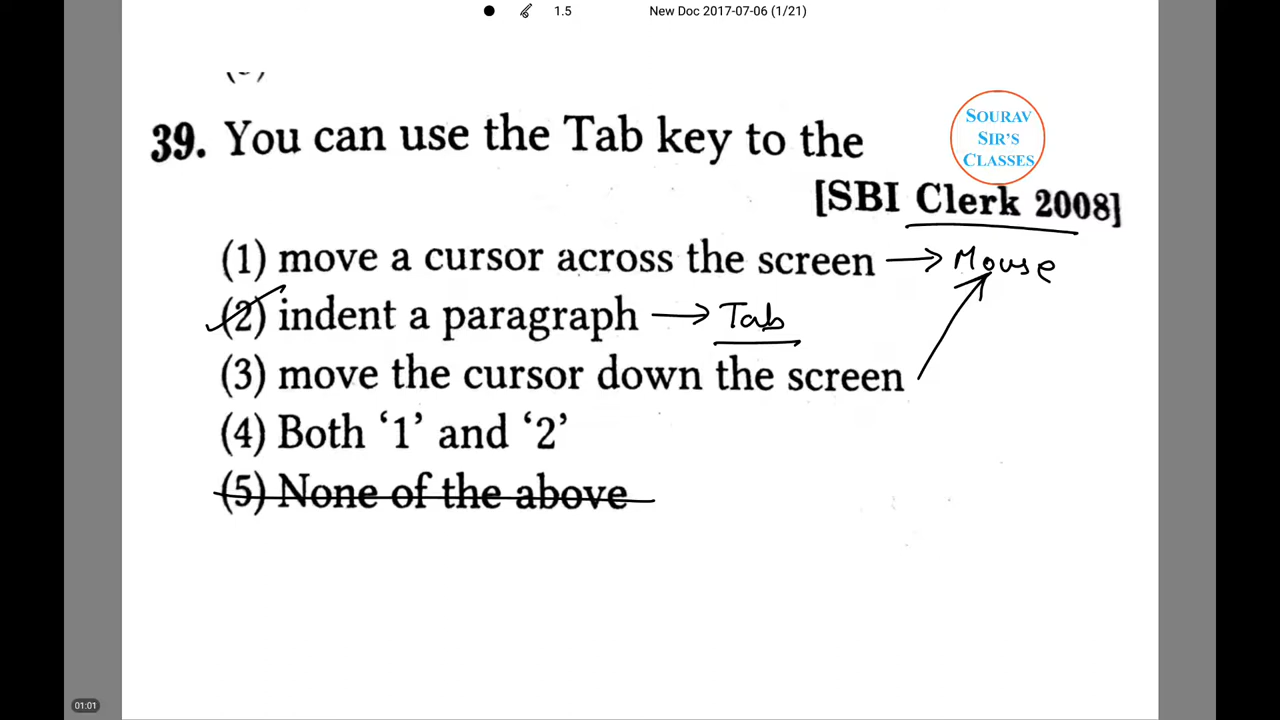 1.5 New Doc 2017-07-06 (1/21)
39. You can use the Tab key to the
SOURAV
SIR'S
CLASSES
[SBI Clerk 2008]
(1) move a cursor across the screen → Mouse
(2) indent a paragraph → Tab
(3) move the cursor down the screen
(4) Both ‘1’ and ‘2’
(5) None of the above
01:01